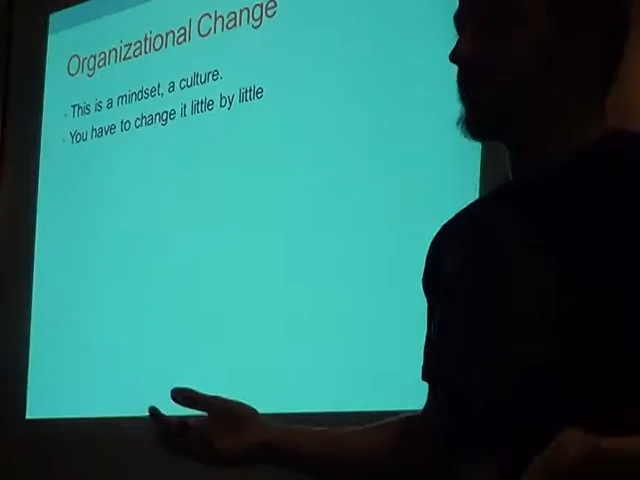 Organizational Change
This is a mindset, a culture.
You have to change it little by little